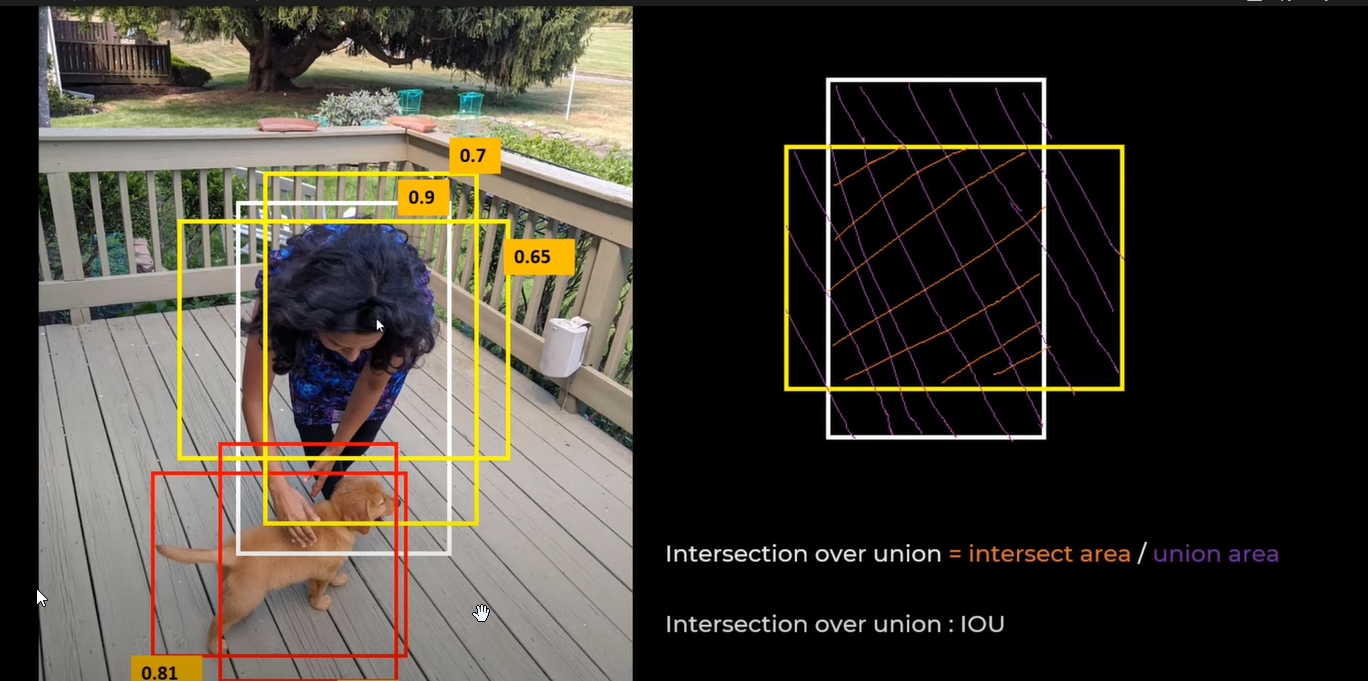 0.7
0.9
0.65
0.81
Intersection over union = intersect area / union area
Intersection over union : IOU